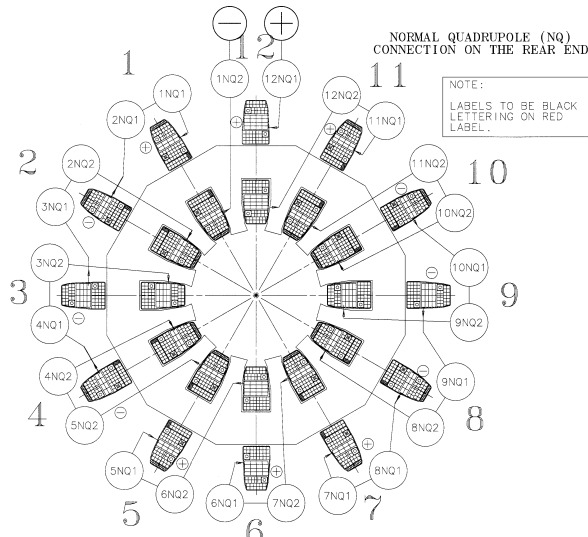 − +
NORMAL QUADRUPOLE (NQ)
CONNECTION ON THE REAR END
12
1
11
1NQ2
12NQ1
1NQ1
12NQ2
NOTE:
LABELS TO BE BLACK
LETTERING ON RED
LABEL.
2NQ1
11NQ1
2
10
2NQ2
11NQ2
3NQ1
10NQ2
3NQ2
10NQ1
3
9
4NQ1
9NQ2
4NQ2
9NQ1
5NQ2
8NQ2
4
8
5NQ1
6NQ2
6NQ1
7NQ2
7NQ1
8NQ1
5
6
7